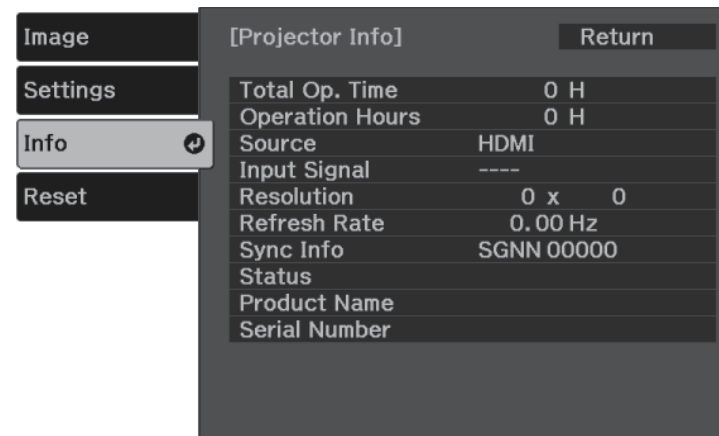 Image
Settings
Info
Reset
[Projector Info]
Return
Total Op. Time 0 H
Operation Hours 0 H
Source HDMI
Input Signal ----
Resolution 0 x 0
Refresh Rate 0.00 Hz
Sync Info SGNN 00000
Status
Product Name
Serial Number